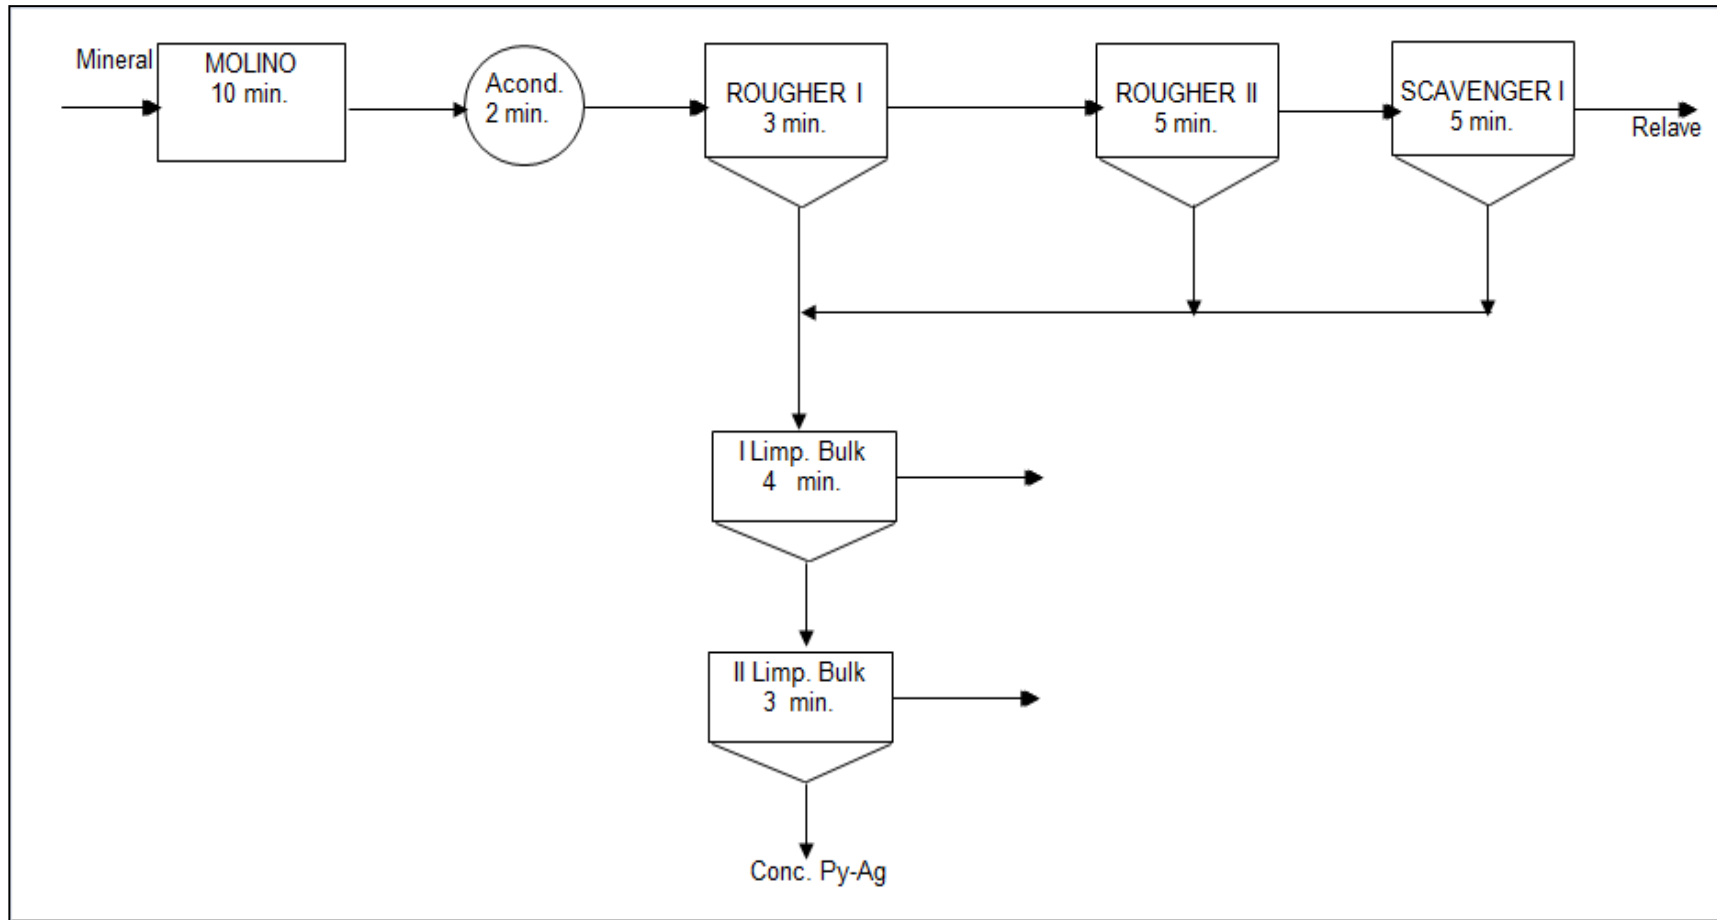 Mineral
MOLINO
10 min.
Acond.
2 min.
ROUGHER I
3 min.
ROUGHER II
5 min.
SCAVENGER I
5 min.
Relave
I Limp. Bulk
4 min.
II Limp. Bulk
3 min.
Conc. Py-Ag